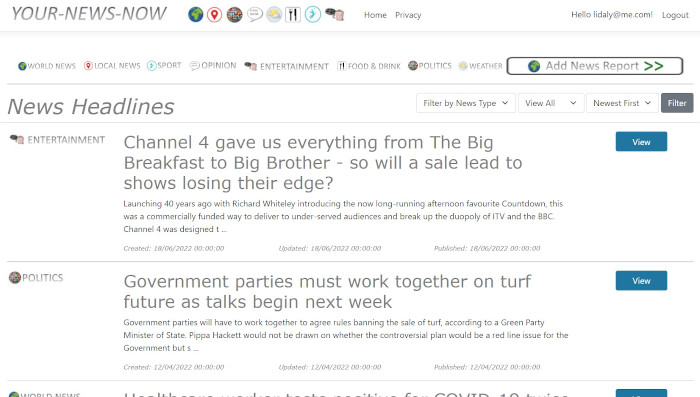 YOUR-NEWS-NOW
Home Privacy
Hello lidaly@me.com! Logout
WORLD NEWS LOCAL NEWS SPORT OPINION ENTERTAINMENT FOOD & DRINK POLITICS WEATHER Add News Report >>
News Headlines
Filter by News Type View All Newest First Filter
ENTERTAINMENT
Channel 4 gave us everything from The Big
Breakfast to Big Brother - so will a sale lead to
shows losing their edge?
View
Launching 40 years ago with Richard Whiteley introducing the now long-running afternoon favourite Countdown, this
was a commercially funded way to deliver to under-served audiences and break up the duopoly of ITV and the BBC.
Channel 4 was designed t ...
Created: 18/06/2022 00:00:00 Updated: 18/06/2022 00:00:00 Published: 18/06/2022 00:00:00
POLITICS
Government parties must work together on turf
future as talks begin next week
View
Government parties will have to work together to agree rules banning the sale of turf, according to a Green Party
Minister of State. Pippa Hackett would not be drawn on whether the controversial plan would be a red line issue for the
Government but s ...
Created: 12/04/2022 00:00:00 Updated: 12/04/2022 00:00:00 Published: 12/04/2022 00:00:00
WORLD NEWS
Healthcare worker tests positive for COVID-19 twice